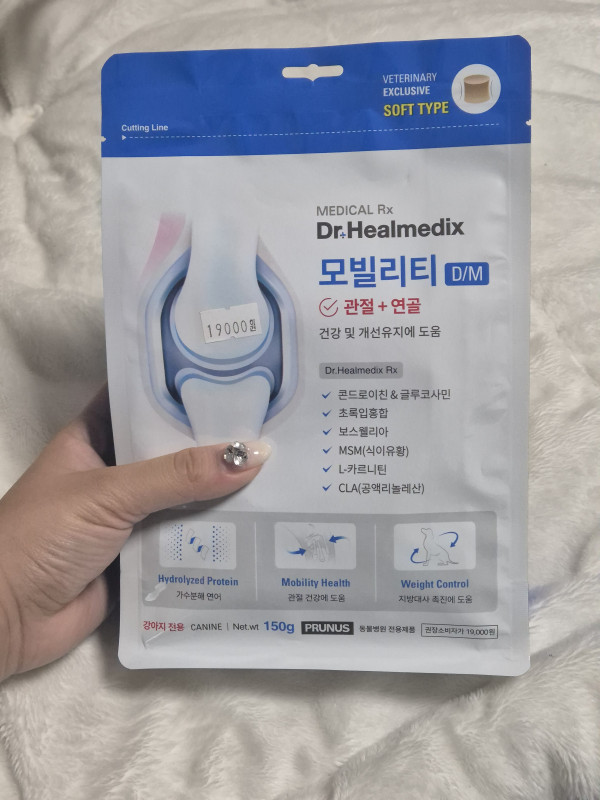 VETERINARY
EXCLUSIVE
SOFT TYPE
Cutting Line
MEDICAL Rx
Dr.Healmedix
모빌리티 D/M
관절 + 연골
건강 및 개선유지에 도움
19000원
Dr.Healmedix Rx
콘드로이친 & 글루코사민
초록입홍합
보스웰리아
MSM(식이유황)
L-카르니틴
CLA(공액리놀레산)
Hydrolyzed Protein
가수분해 연어
Mobility Health
관절 건강에 도움
Weight Control
지방대사 촉진에 도움
강아지 전용 CANINE | Net.wt 150g PRUNUS 동물병원 전용제품 권장소비자가 19,000원